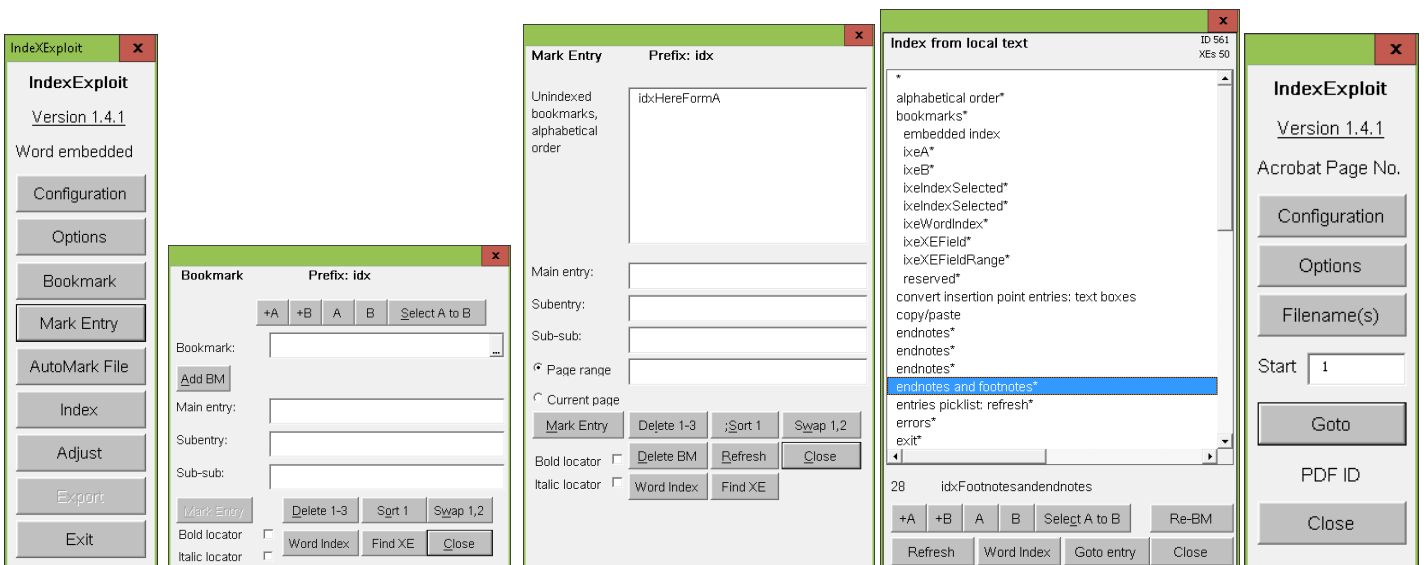 IndeXExploit x
IndexExploit
Version 1.4.1
Word embedded
Configuration
Options
Bookmark
Mark Entry
AutoMark File
Index
Adjust
Export
Exit
x
Bookmark Prefix: idx
+A +B A B Select A to B
Bookmark: ...
Add BM
Main entry:
Subentry:
Sub-sub:
Mark Entry Delete 1-3 Sort 1 Swap 1,2
Bold locator
Italic locator
Word Index Find XE Close
x
Mark Entry Prefix: idx
Unindexed
bookmarks,
alphabetical
order
idxHereFormA
Main entry:
Subentry:
Sub-sub:
Page range
Current page
Mark Entry Delete 1-3 ;Sort 1 Swap 1,2
Bold locator Delete BM Refresh Close
Italic locator Word Index Find XE
x
Index from local text
ID 561
XEs 50
*
alphabetical order*
bookmarks*
embedded index
ixeA*
ixeB*
ixeIndexSelected*
ixeIndexSelected*
ixeWordIndex*
ixeXEField*
ixeXEFieldRange*
reserved*
convert insertion point entries: text boxes
copy/paste
endnotes*
endnotes*
endnotes*
endnotes and footnotes*
entries picklist: refresh*
errors*
exit*
28 idxFootnotesandendnotes
+A +B A B Select A to B Re-BM
Refresh Word Index Goto entry Close
x
IndexExploit
Version 1.4.1
Acrobat Page No.
Configuration
Options
Filename(s)
Start 1
Goto
PDF ID
Close